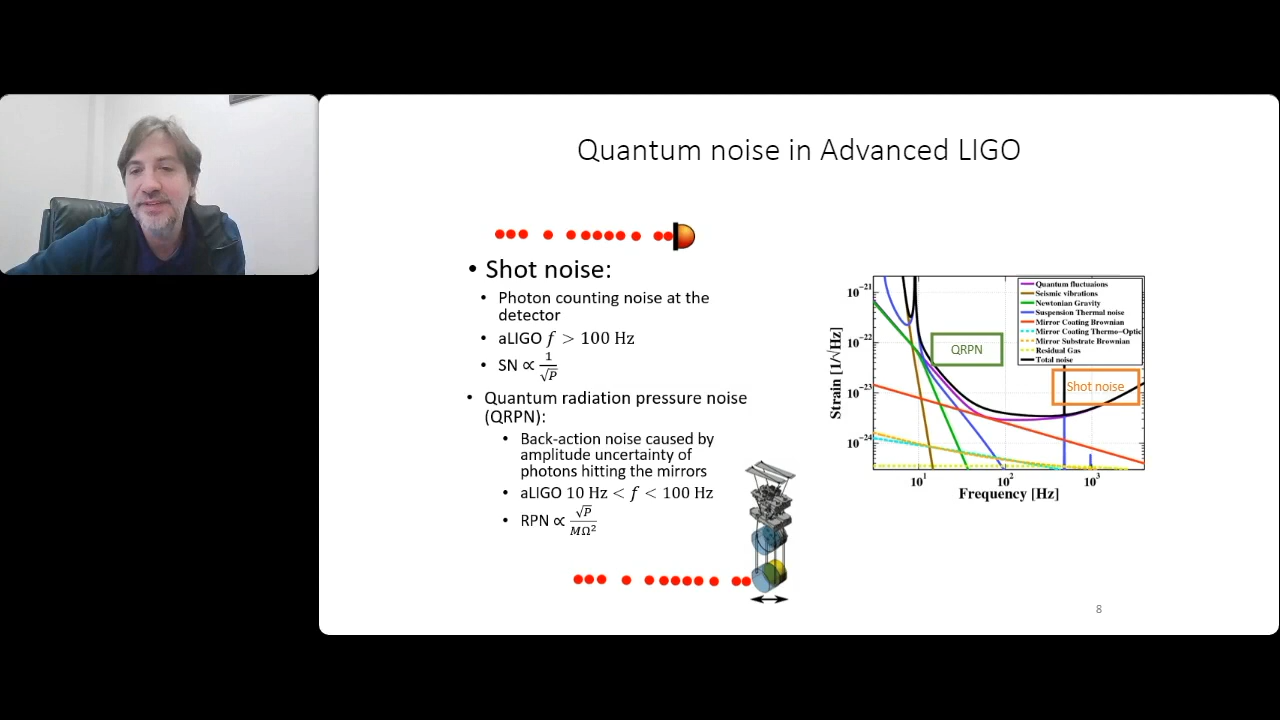 Quantum noise in Advanced LIGO
• Shot noise:
• Photon counting noise at the
detector
• aLIGO f > 100 Hz
• SN ∝ 1/√P
• Quantum radiation pressure noise
(QRPN):
• Back-action noise caused by
amplitude uncertainty of
photons hitting the mirrors
• aLIGO 10 Hz < f < 100 Hz
• RPN ∝ √P/MΩ²
Strain [1/√Hz]
10⁻²¹
10⁻²²
10⁻²³
10⁻²⁴
Quantum fluctuaions
Seismic vibrations
Newtonian Gravity
Suspension Thermal noise
Mirror Coating Brownian
Mirror Coating Thermo-Optic
Mirror Substrate Brownian
Residual Gas
Total noise
QRPN
Shot noise
10¹ 10² 10³
Frequency [Hz]
8